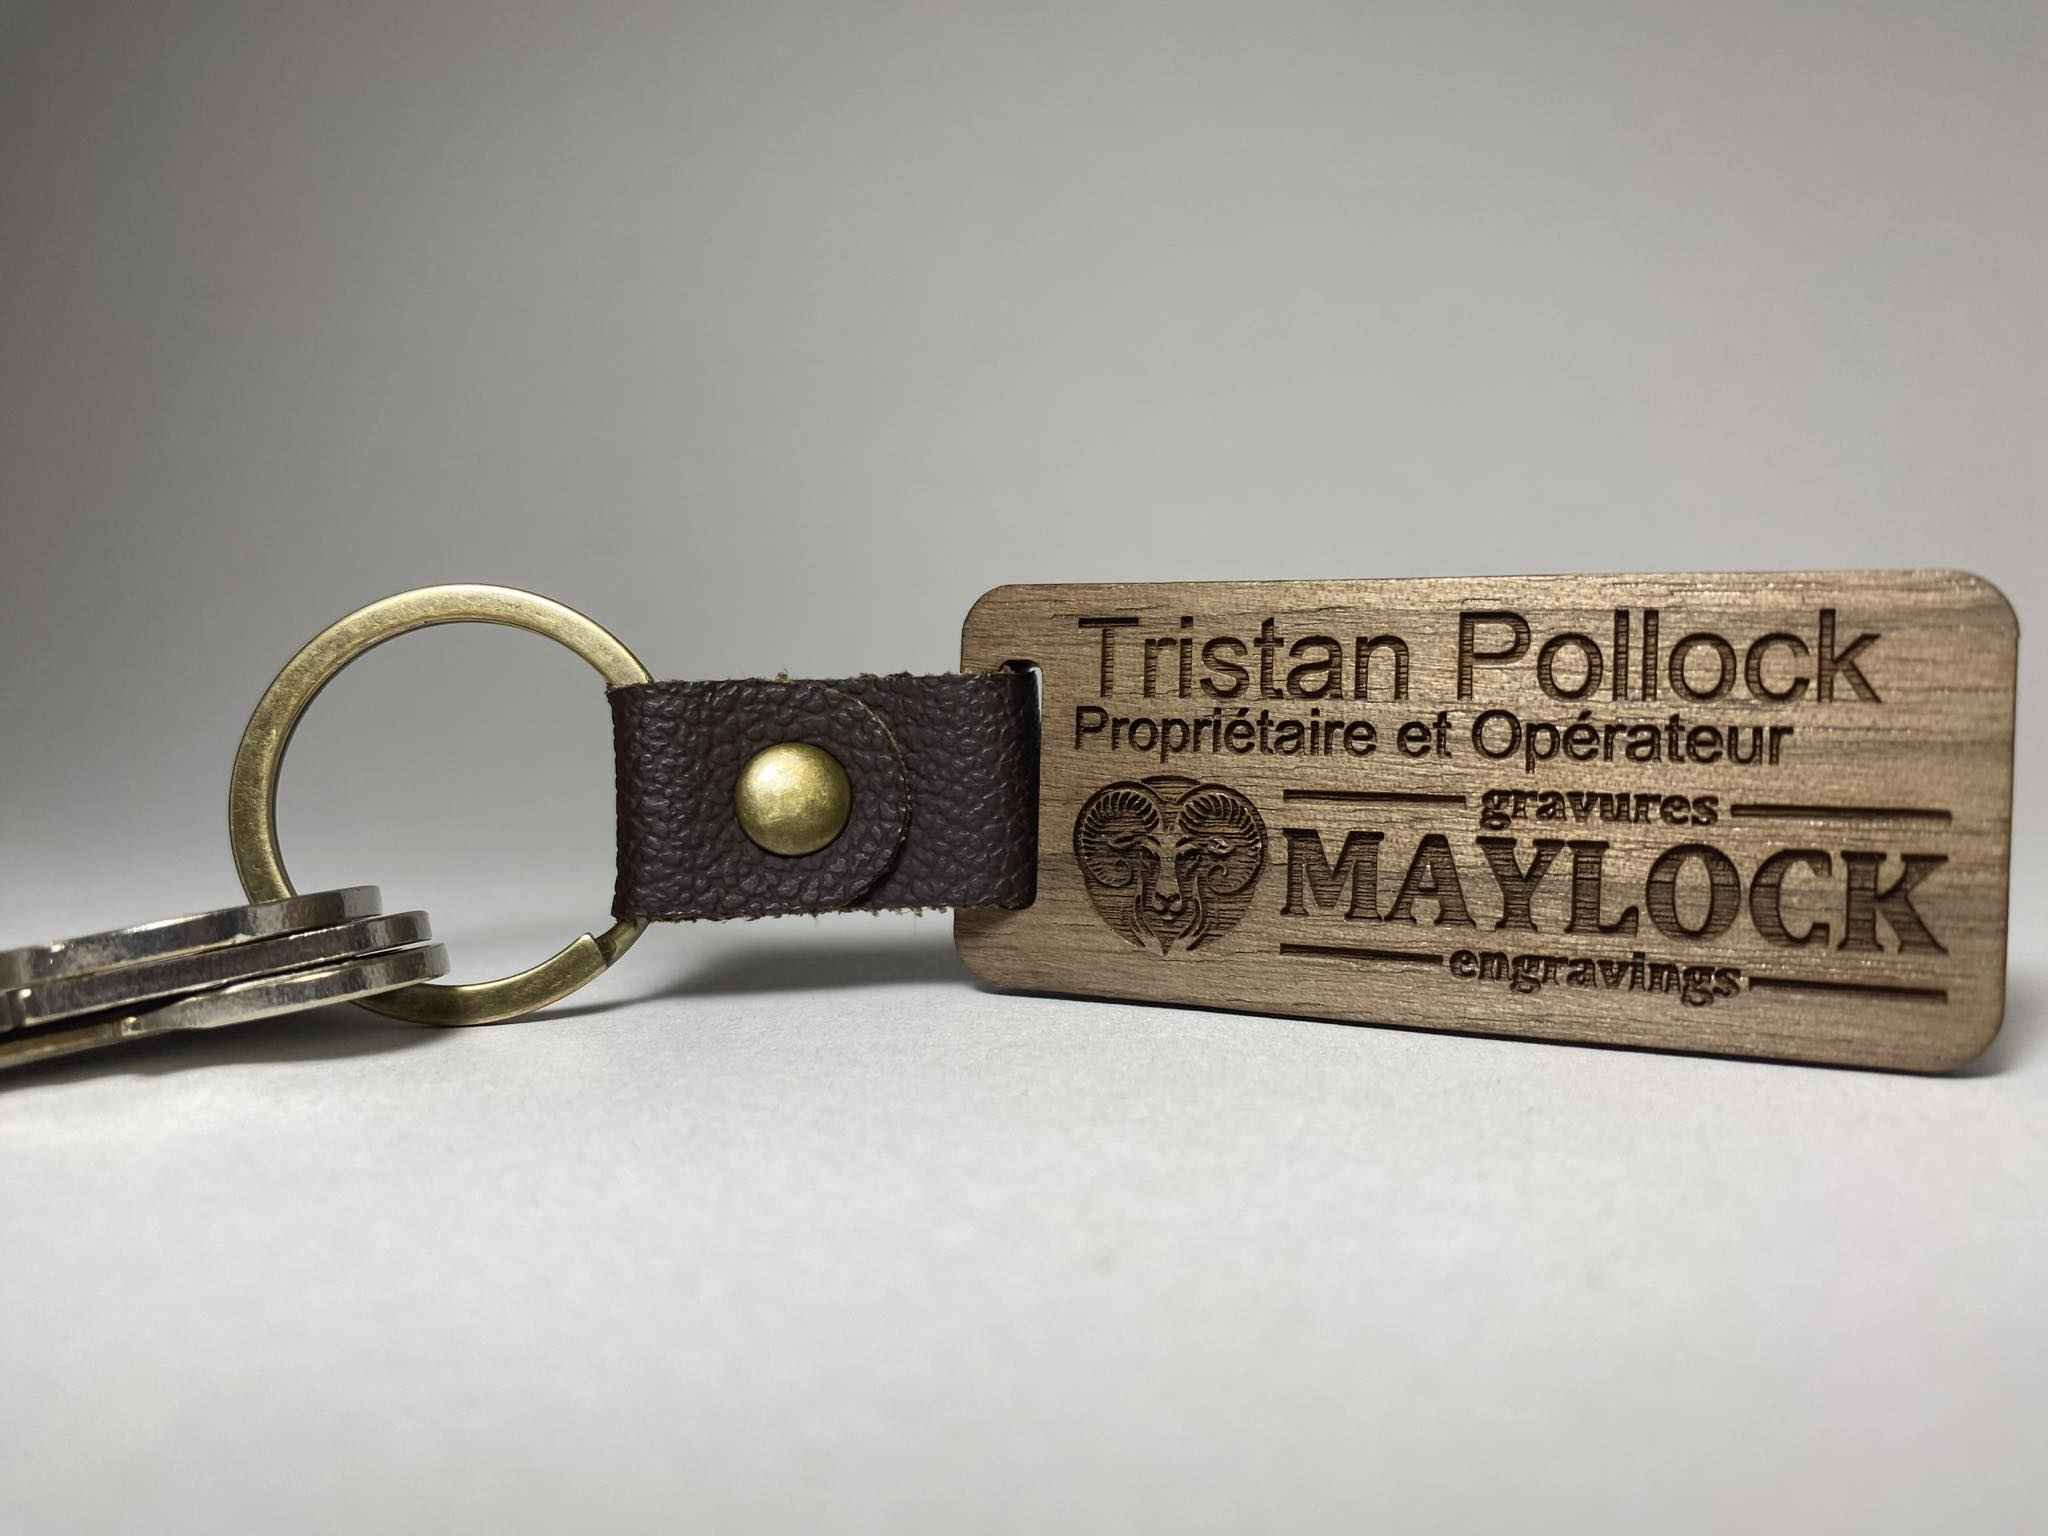 Tristan Pollock
Propriétaire et Opérateur
gravures
MAYLOCK
engravings